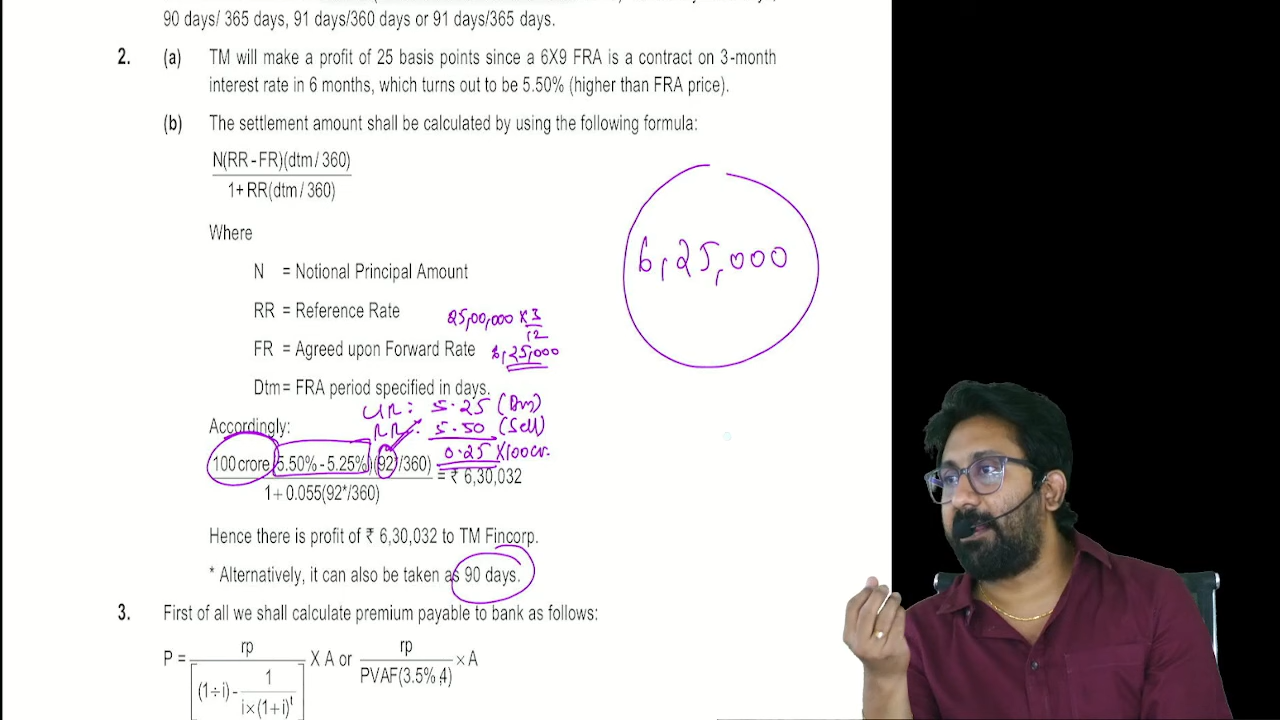 90 days/ 365 days, 91 days/360 days or 91 days/365 days.
2. (a) TM will make a profit of 25 basis points since a 6X9 FRA is a contract on 3-month
interest rate in 6 months, which turns out to be 5.50% (higher than FRA price).
(b) The settlement amount shall be calculated by using the following formula:
N(RR - FR)(dtm / 360)
1+ RR(dtm / 360)
6,25,000
Where
N = Notional Principal Amount
RR = Reference Rate
25,00,000 x 3
12
FR = Agreed upon Forward Rate 6,25,000
Dtm = FRA period specified in days.
5.25
Accordingly:
RR: 5.50 (Sell)
0.25 X100cr.
100 crore (5.50% - 5.25%) (92*/360)
= ₹ 6,30,032
1+ 0.055(92*/360)
Hence there is profit of ₹ 6,30,032 to TM Fincorp.
* Alternatively, it can also be taken as 90 days.
3. First of all we shall calculate premium payable to bank as follows:
P = rp X A or rp × A
PVAF(3.5%,4)
(1÷i) - 1
i×(1+i)ᵗ